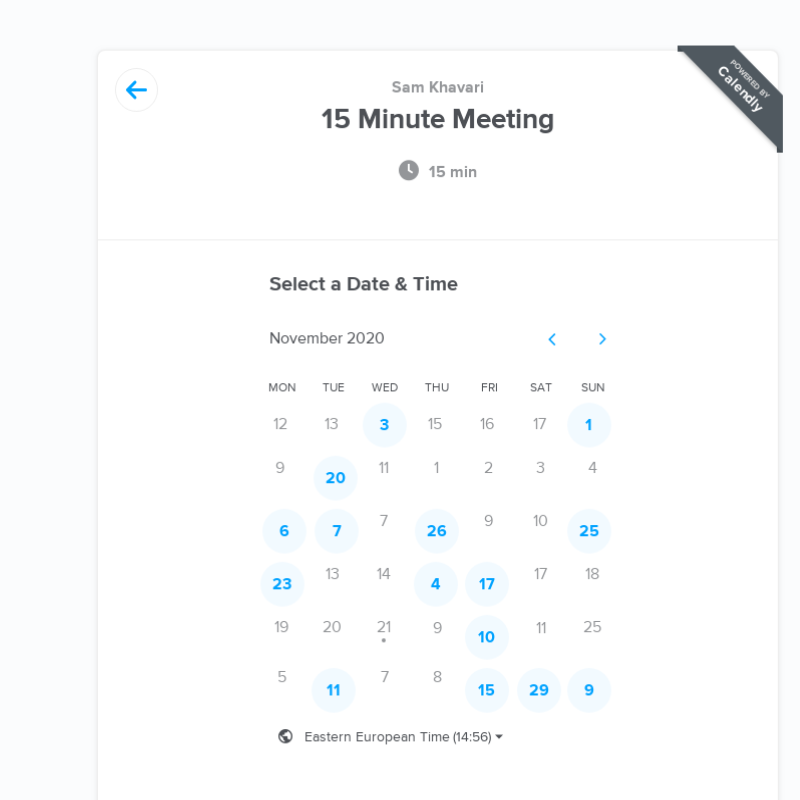 Sam Khavari
POWERED BY
Calendly
15 Minute Meeting
15 min
Select a Date & Time
November 2020
MON TUE WED THU FRI SAT SUN
12 13 3 15 16 17 1
9 20 11 1 2 3 4
6 7 7 26 9 10 25
23 13 14 4 17 17 18
19 20 21 9 10 11 25
5 11 7 8 15 29 9
Eastern European Time (14:56)